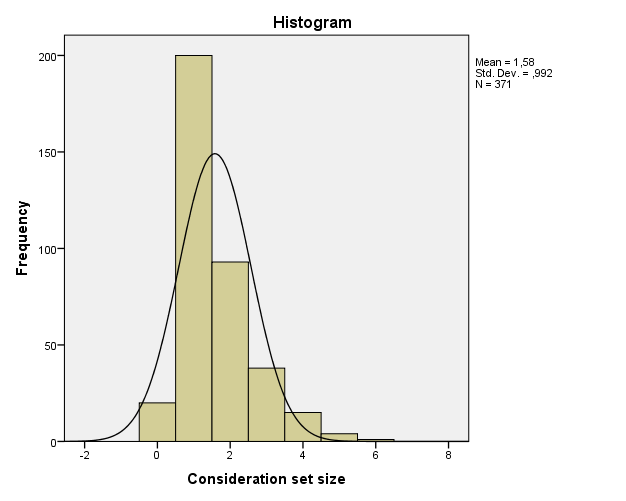 Histogram
Mean = 1,58
Std. Dev. = ,992
N = 371
200
150
100
50
0
Frequency
-2 0 2 4 6 8
Consideration set size